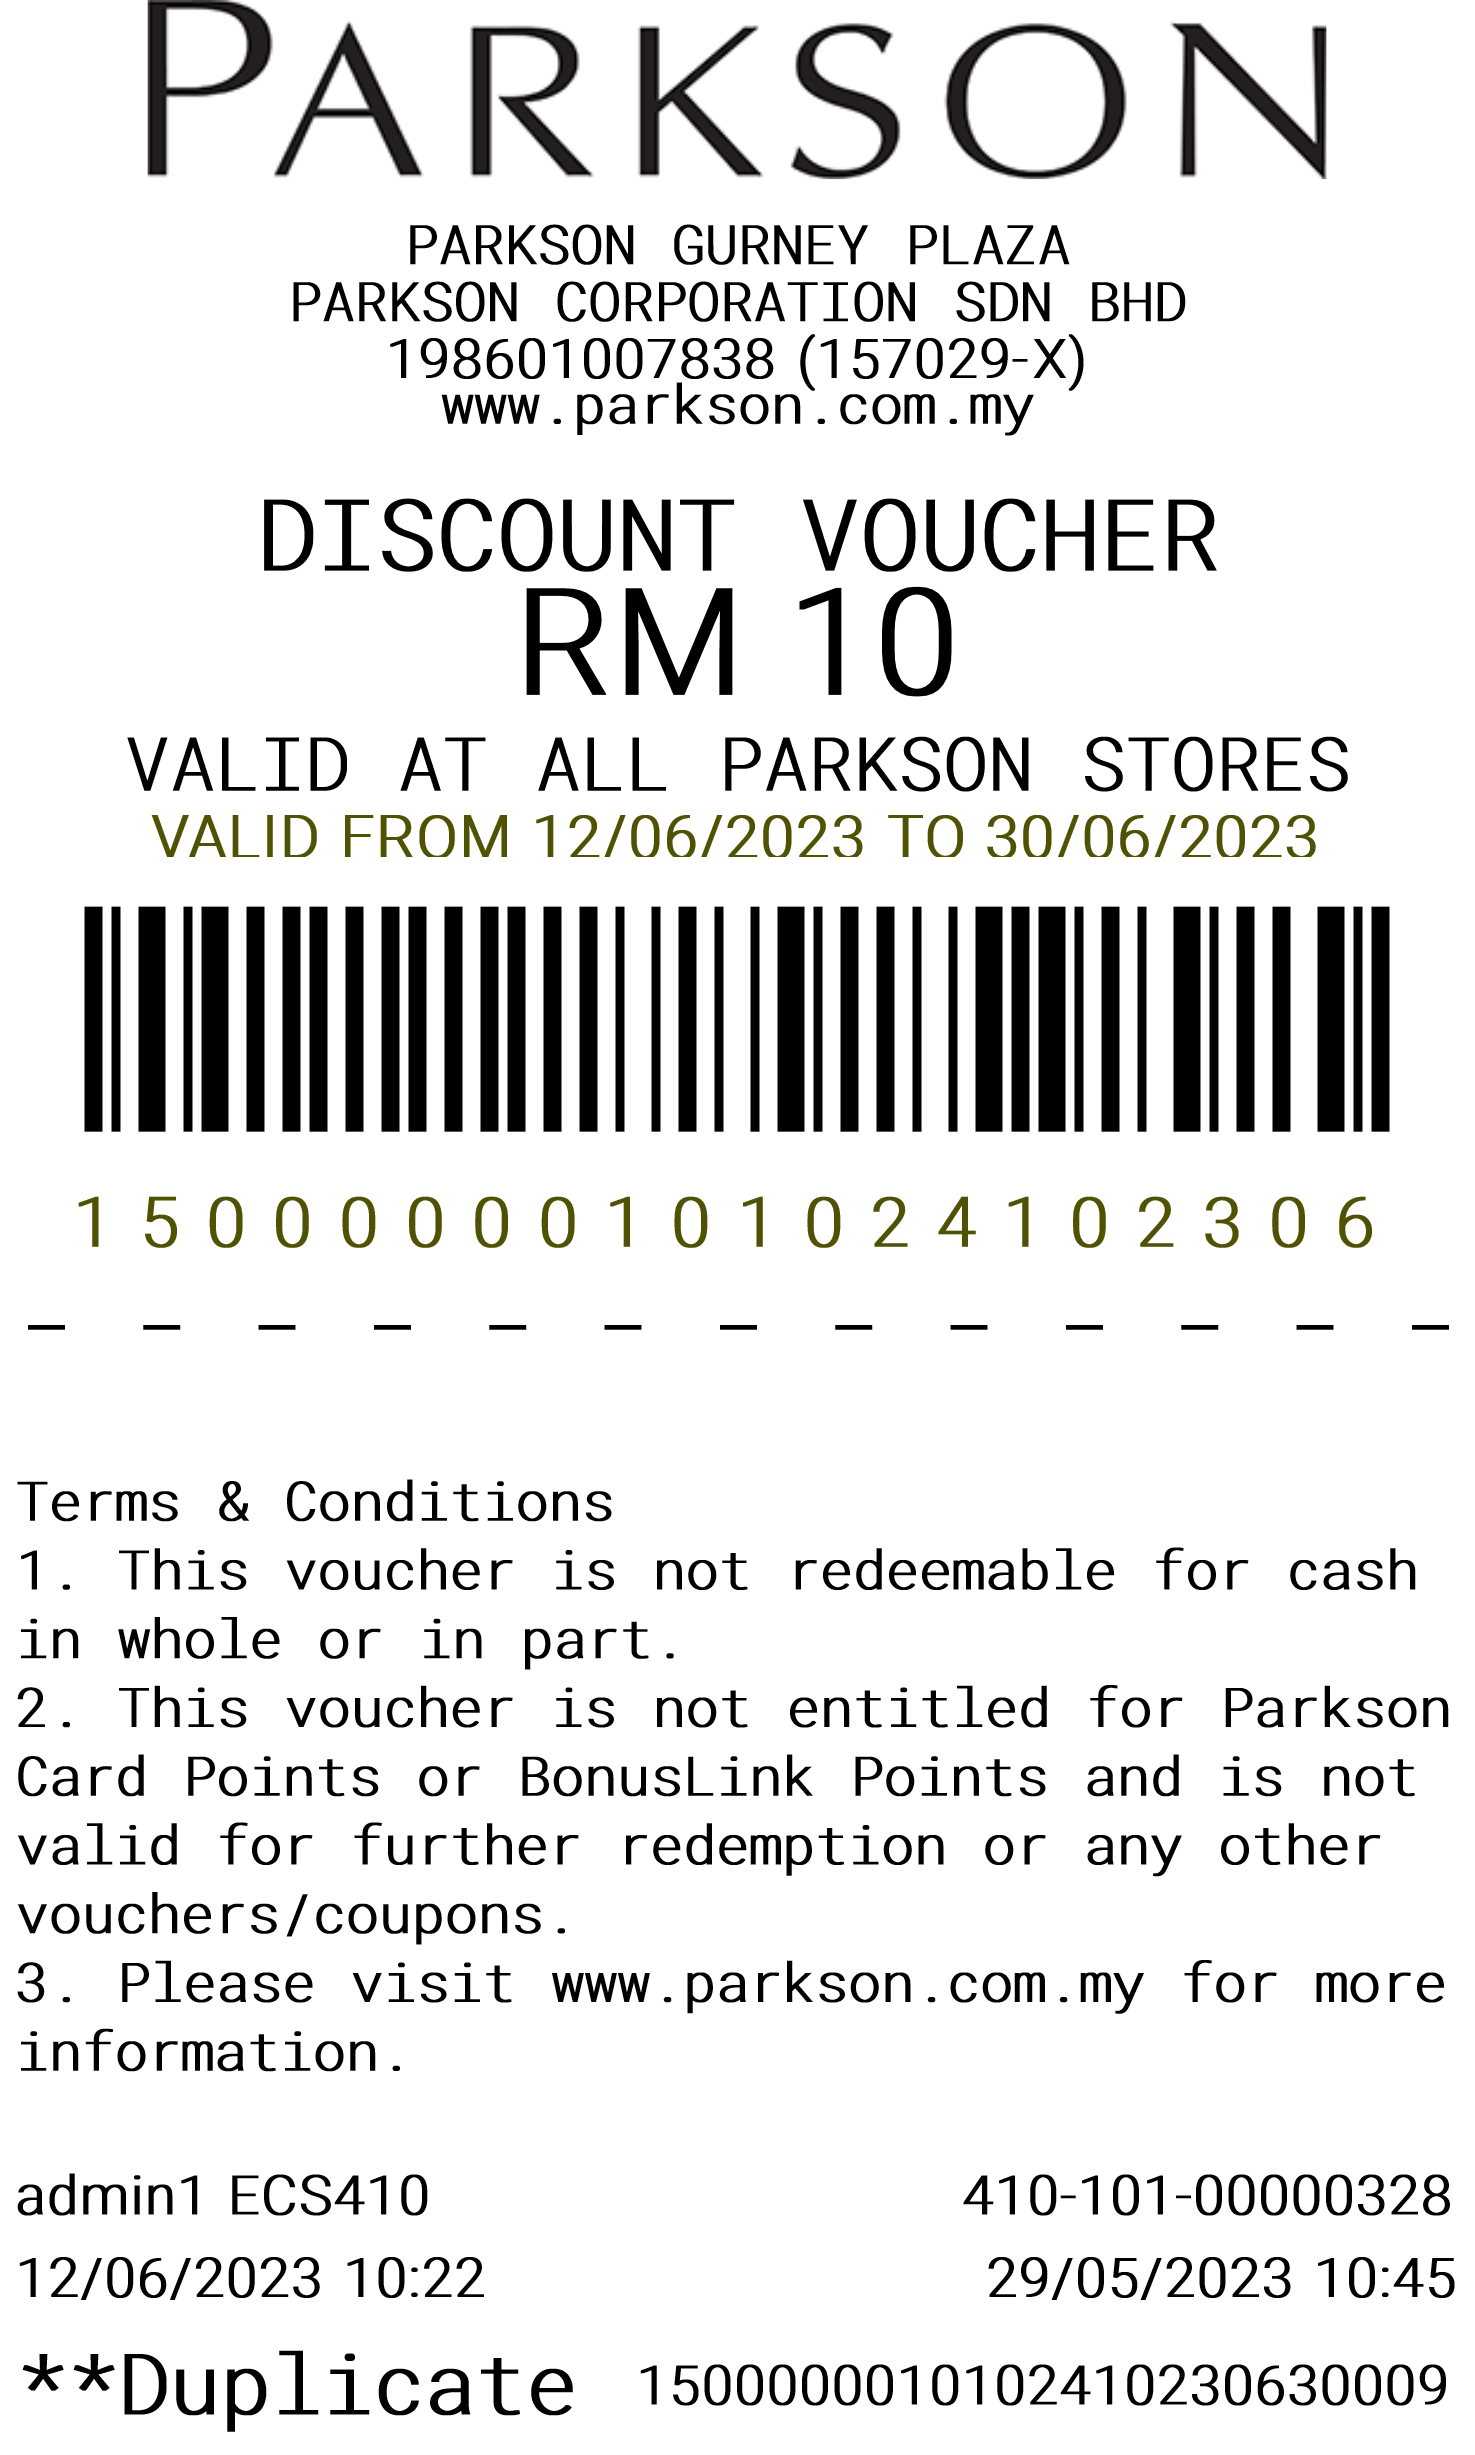 PARKSON
PARKSON GURNEY PLAZA
PARKSON CORPORATION SDN BHD
198601007838 (157029-X)
www.parkson.com.my
DISCOUNT VOUCHER
RM 10
VALID AT ALL PARKSON STORES
VALID FROM 12/06/2023 TO 30/06/2023
1 5 0 0 0 0 0 0 1 0 1 0 2 4 1 0 2 3 0 6
- - - - - - - - - - - - -
Terms & Conditions
1. This voucher is not redeemable for cash
in whole or in part.
2. This voucher is not entitled for Parkson
Card Points or BonusLink Points and is not
valid for further redemption or any other
vouchers/coupons.
3. Please visit www.parkson.com.my for more
information.
admin1 ECS410 410-101-00000328
12/06/2023 10:22 29/05/2023 10:45
**Duplicate 1500000010102410230630009